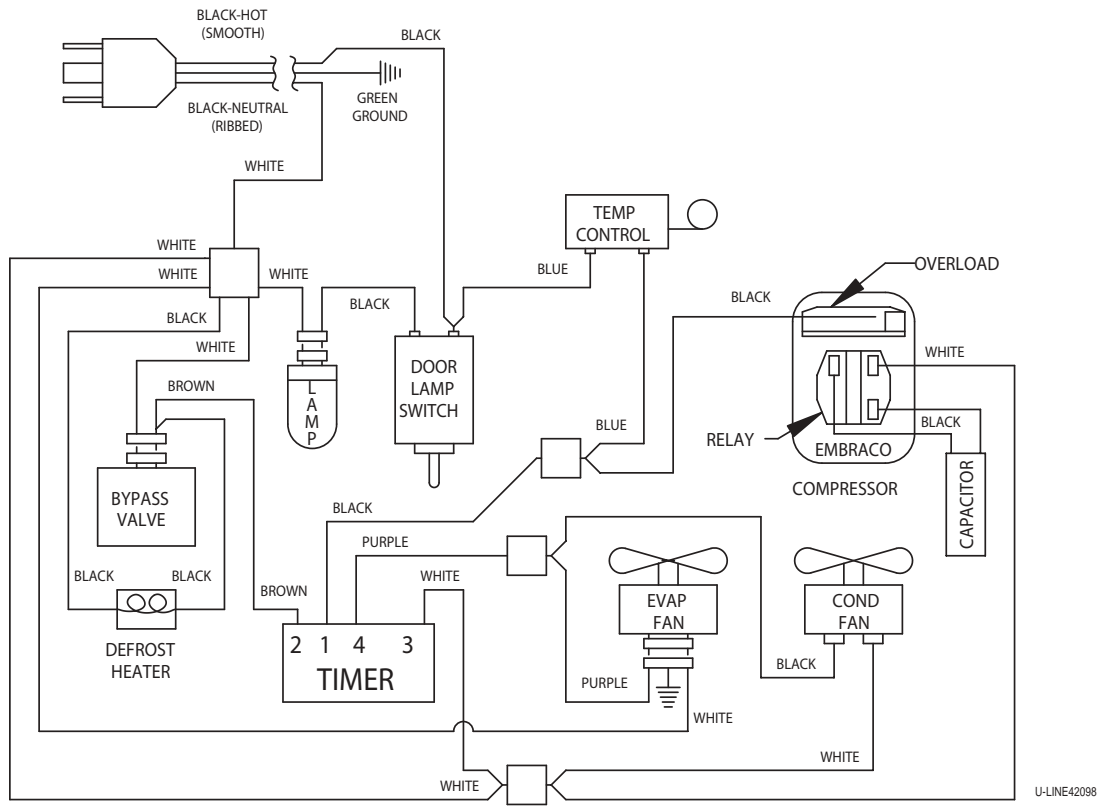 BLACK-HOT
(SMOOTH)
BLACK
GREEN
GROUND
BLACK-NEUTRAL
(RIBBED)
WHITE
TEMP
CONTROL
WHITE
WHITE
WHITE
BLUE
OVERLOAD
BLACK
BLACK
BLACK
WHITE
WHITE
DOOR
LAMP
SWITCH
BROWN
L
A
M
P
BLUE
BLACK
RELAY
EMBRACO
COMPRESSOR
CAPACITOR
BYPASS
VALVE
BLACK
PURPLE
WHITE
BLACK
BLACK
BROWN
EVAP
FAN
COND
FAN
DEFROST
HEATER
2 1 4 3
TIMER
BLACK
PURPLE
WHITE
WHITE
WHITE
U-LINE42098